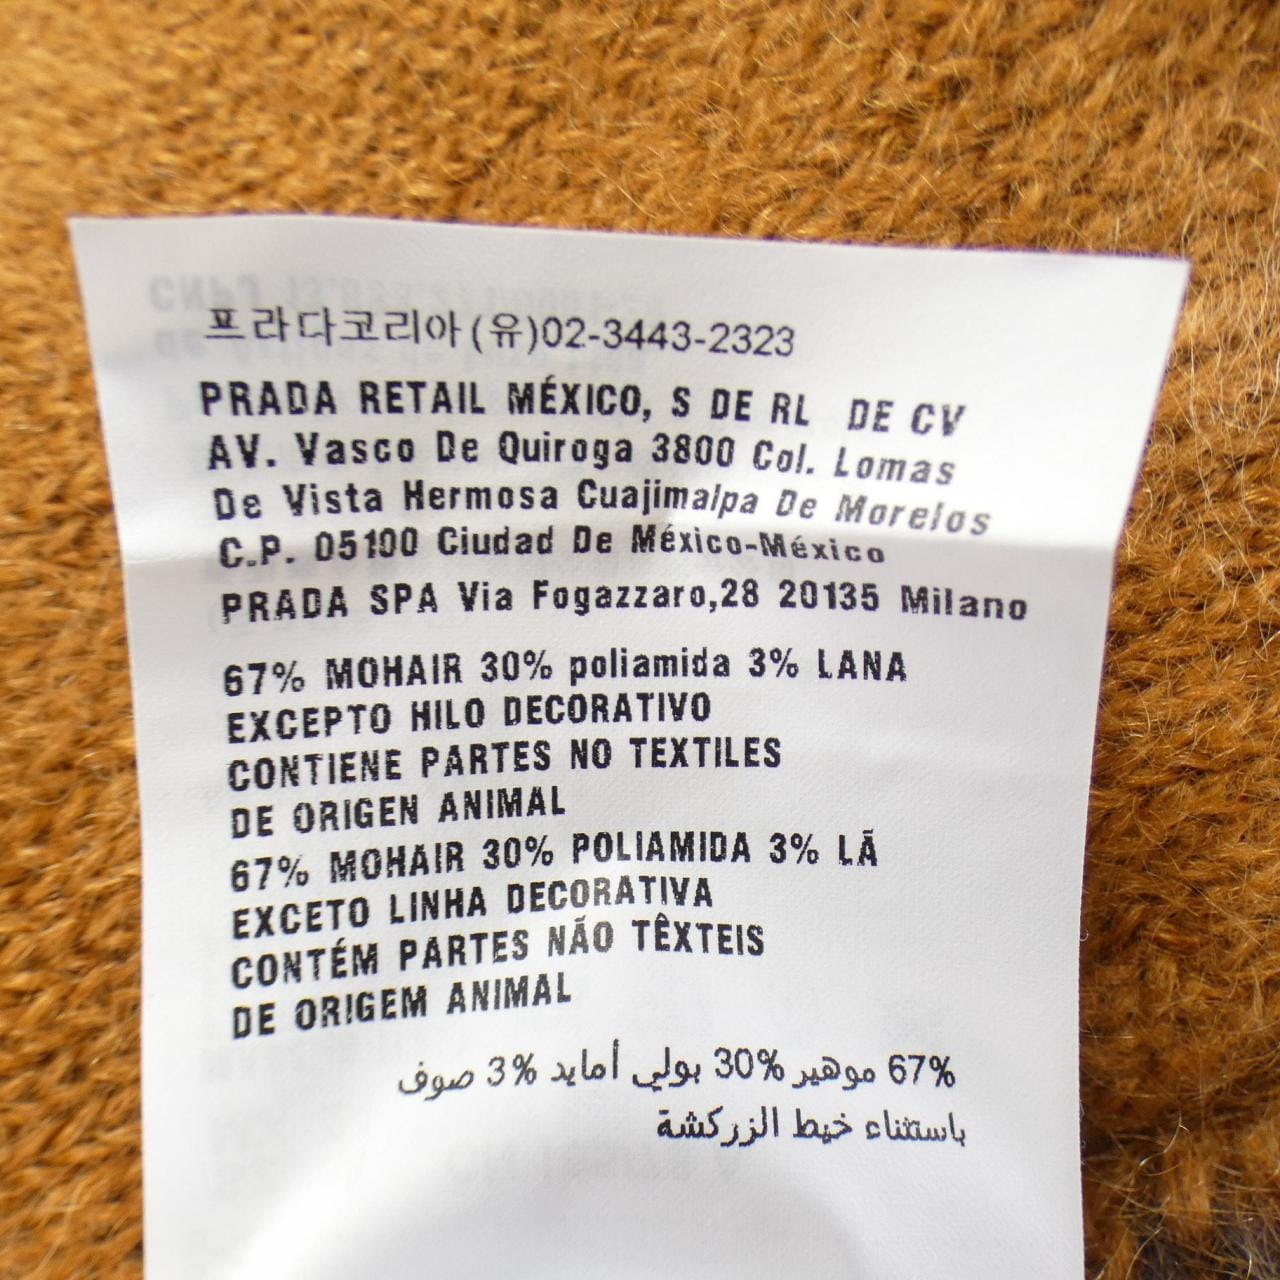 프라다코리아(유)02-3443-2323
PRADA RETAIL MÉXICO, S DE RL DE CV
AV. Vasco De Quiroga 3800 Col. Lomas
De Vista Hermosa Cuajimalpa De Morelos
C.P. 05100 Ciudad De México-México
PRADA SPA Via Fogazzaro,28 20135 Milano
67% MOHAIR 30% poliamida 3% LANA
EXCEPTO HILO DECORATIVO
CONTIENE PARTES NO TEXTILES
DE ORIGEN ANIMAL
67% MOHAIR 30% POLIAMIDA 3% LÃ
EXCETO LINHA DECORATIVA
CONTÉM PARTES NÃO TÊXTEIS
DE ORIGEM ANIMAL
67% موهير 30% بولي أمايد 3% صوف
باستثناء خيط الزركشة